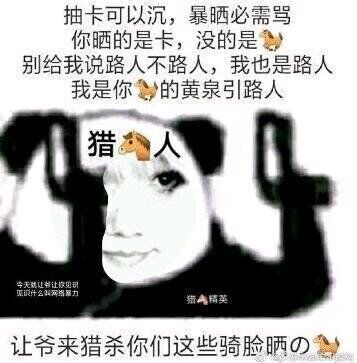 抽卡可以沉，暴晒必需骂
你晒的是卡，没的是🐎
别给我说路人不路人，我也是路人
我是你🐎的黄泉引路人
猎🐴人
今天就让爷让你见识
见识什么叫网络暴力
猎🐴精英
让爷来猎杀你们这些骑脸晒の🐎